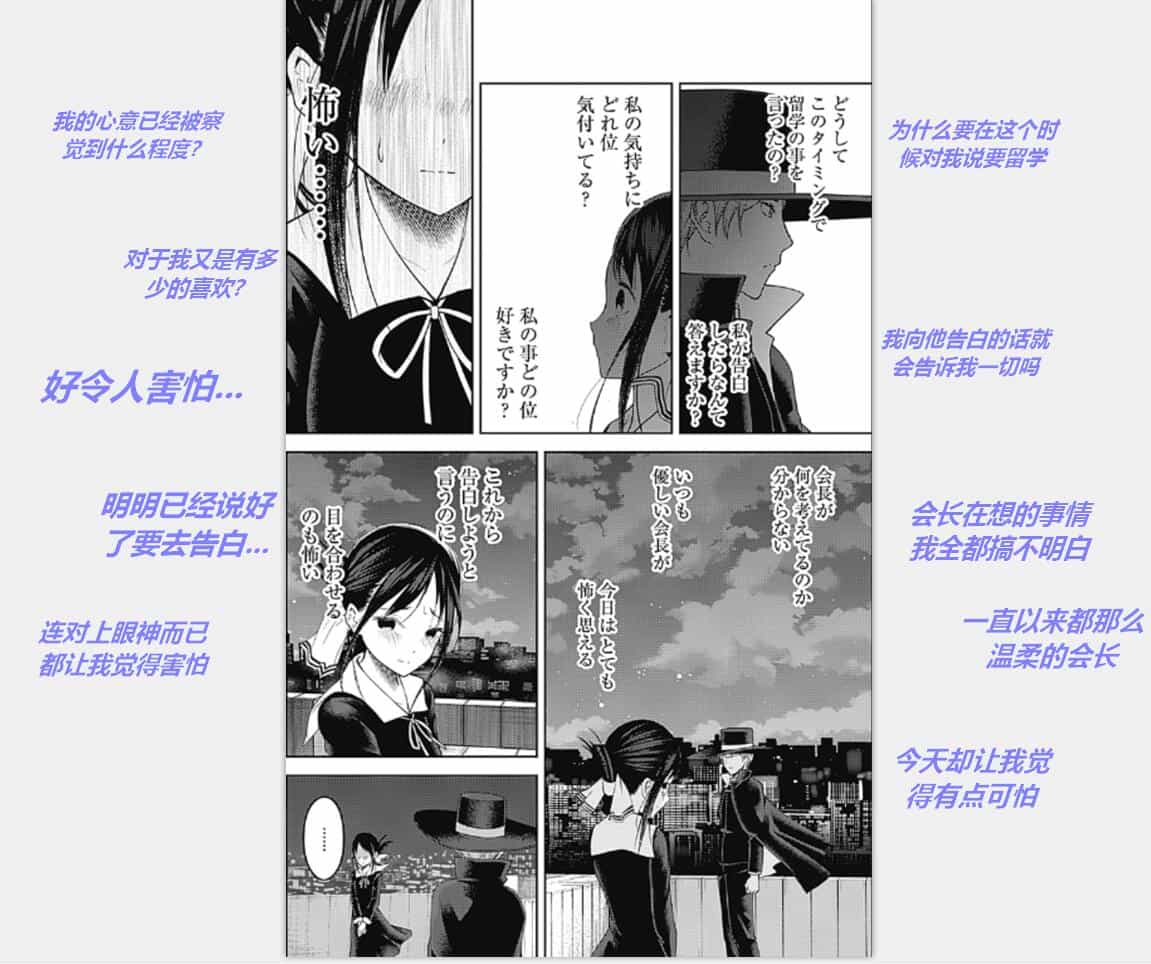 どうして
このタイミングで
留学の事を
言つたの?
私が告白
したらなんて
答えますか?
私の気持ちに
どれ位
気付いてる?
私の事どの位
好きですか?
怖い………
会長が
何を考えてるのか
分からない
いつも
優しい会長が
今日はとても
怖く思える
これから
告白しようと
言うのに
目を合わせる
のも怖い
……
为什么要在这个时
候对我说要留学
我向他告白的话就
会告诉我一切吗
我的心意已经被察
觉到什么程度?
对于我又是有多
少的喜欢?
好令人害怕...
会长在想的事情
我全都搞不明白
一直以来都那么
温柔的会长
今天却让我觉
得有点可怕
明明已经说好
了要去告白...
连对上眼神而已
都让我觉得害怕